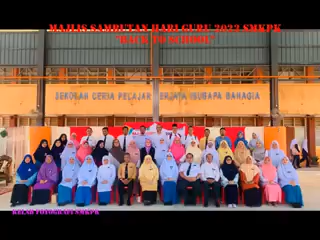 MAJLIS SAMBUTAN HARI GURU 2023 SMKPK
"BACK TO SCHOOL"
SEKOLAH CERIA PELAJAR BERJAYA IBUBAPA BAHAGIA
KELAB FOTOGRAFI SMKPK